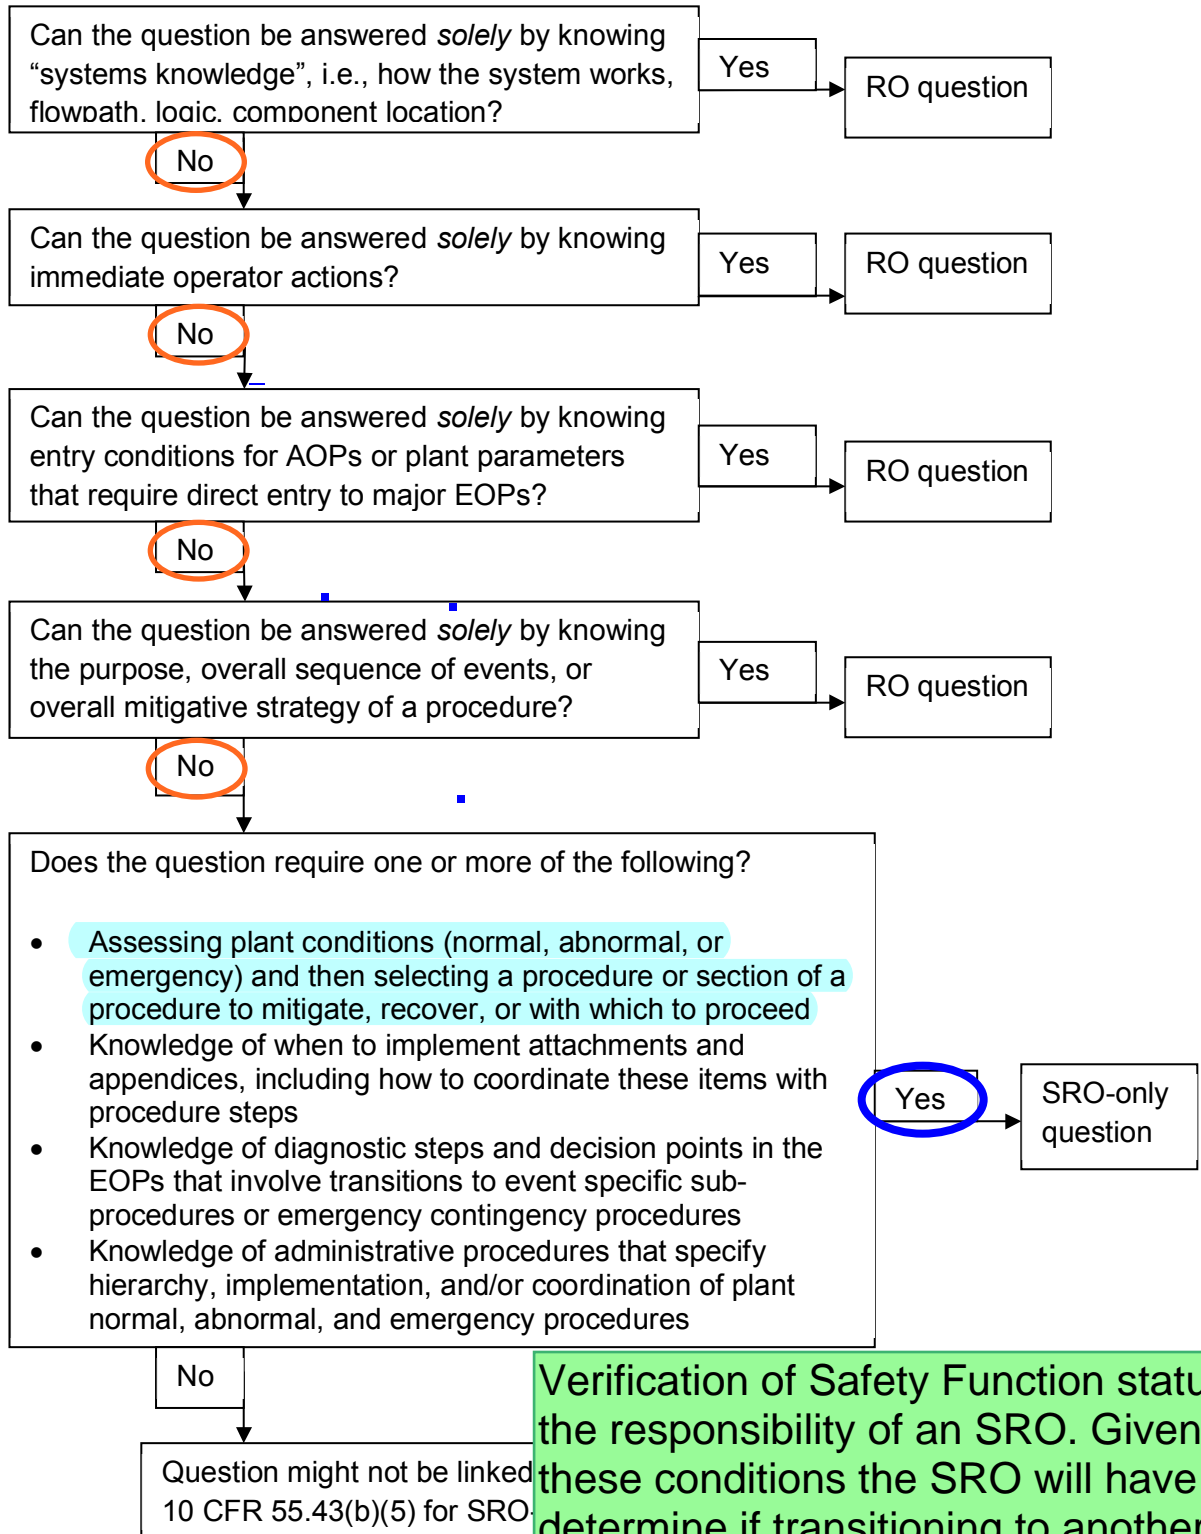 Can the question be answered solely by knowing
“systems knowledge”, i.e., how the system works,
flowpath, logic, component location?
Yes
RO question
No
Can the question be answered solely by knowing
immediate operator actions?
Yes
RO question
No
Can the question be answered solely by knowing
entry conditions for AOPs or plant parameters
that require direct entry to major EOPs?
Yes
RO question
No
Can the question be answered solely by knowing
the purpose, overall sequence of events, or
overall mitigative strategy of a procedure?
Yes
RO question
No
Does the question require one or more of the following?
• Assessing plant conditions (normal, abnormal, or
emergency) and then selecting a procedure or section of a
procedure to mitigate, recover, or with which to proceed
• Knowledge of when to implement attachments and
appendices, including how to coordinate these items with
procedure steps
• Knowledge of diagnostic steps and decision points in the
EOPs that involve transitions to event specific sub-
procedures or emergency contingency procedures
• Knowledge of administrative procedures that specify
hierarchy, implementation, and/or coordination of plant
normal, abnormal, and emergency procedures
Yes
SRO-only
question
No
Question might not be linked
10 CFR 55.43(b)(5) for SRO-
Verification of Safety Function statu
the responsibility of an SRO. Given
these conditions the SRO will have
determine if transitioning to another